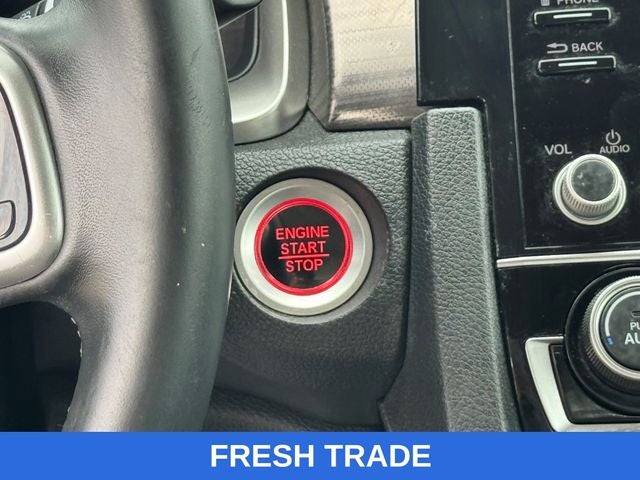 PHONE
BACK
VOL
AUDIO
ENGINE
START
STOP
FRESH TRADE